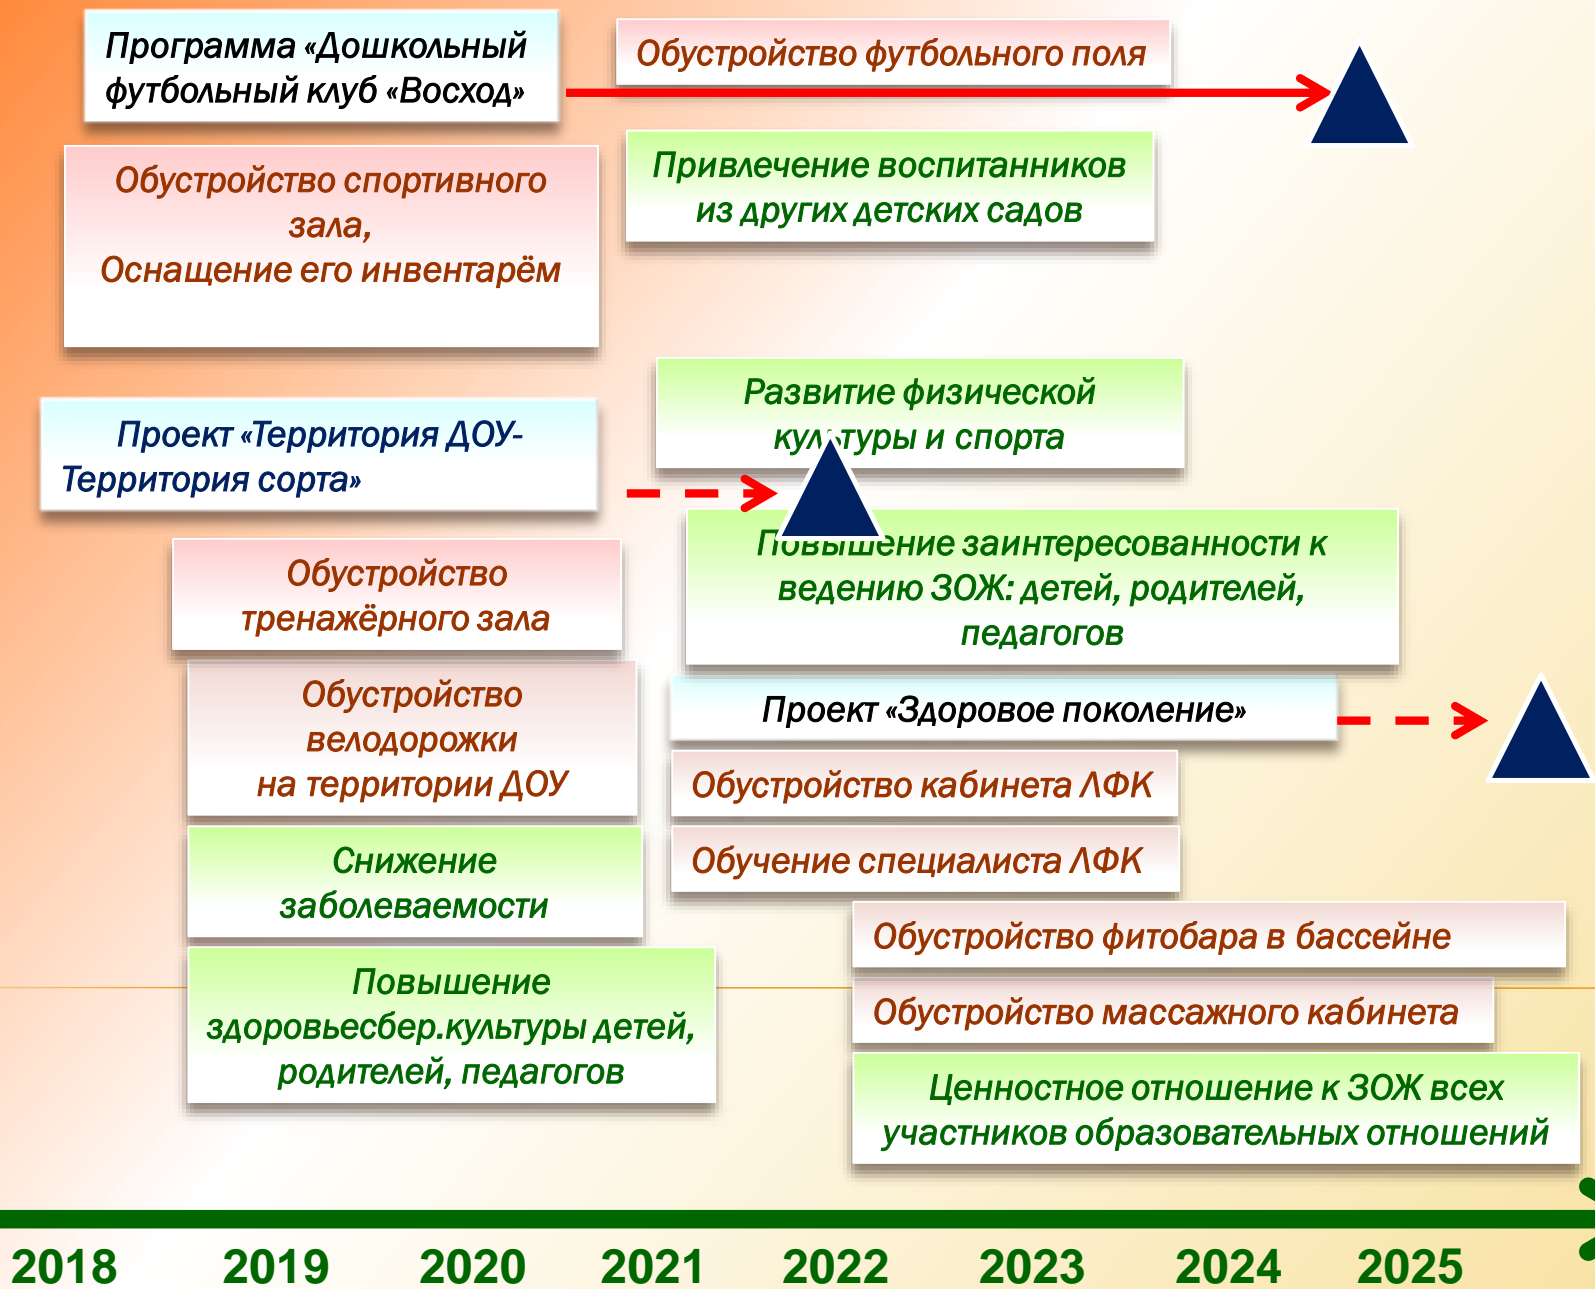 Программа «Дошкольный
футбольный клуб «Восход»
Обустройство футбольного поля
Обустройство спортивного
зала,
Оснащение его инвентарём
Привлечение воспитанников
из других детских садов
Развитие физической
культуры и спорта
Проект «Территория ДОУ-
Территория сорта»
Повышение заинтересованности к
ведению ЗОЖ: детей, родителей,
педагогов
Обустройство
тренажёрного зала
Обустройство
велодорожки
на территории ДОУ
Проект «Здоровое поколение»
Обустройство кабинета ЛФК
Снижение
заболеваемости
Обучение специалиста ЛФК
Обустройство фитобара в бассейне
Повышение
здоровьесбер.культуры детей,
родителей, педагогов
Обустройство массажного кабинета
Ценностное отношение к ЗОЖ всех
участников образовательных отношений
2018 2019 2020 2021 2022 2023 2024 2025